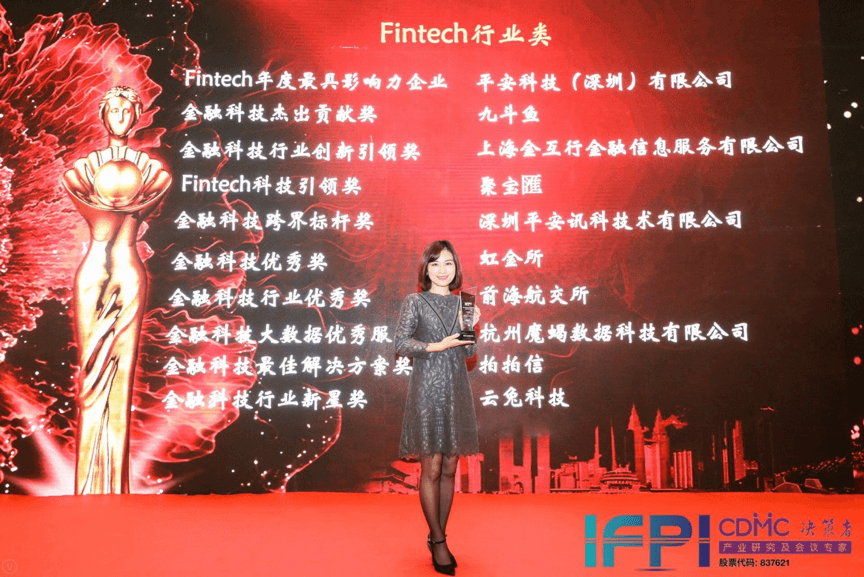 Fintech行业类
Fintech年度最具影响力企业 平安科技（深圳）有限公司
金融科技杰出贡献奖 九斗鱼
金融科技行业创新引领奖 上海金互行金融信息服务有限公司
Fintech科技引领奖 聚宝匯
金融科技跨界标杆奖 深圳平安讯科技术有限公司
金融科技优秀奖 虹金所
金融科技行业优秀奖 前海航交所
金融科技大数据优秀服 杭州魔蝎数据科技有限公司
金融科技最佳解决方案奖 拍拍信
金融科技行业新星奖 云兔科技
IFPI CDMC 决策者
产业研究及会议专家
股票代码: 837621